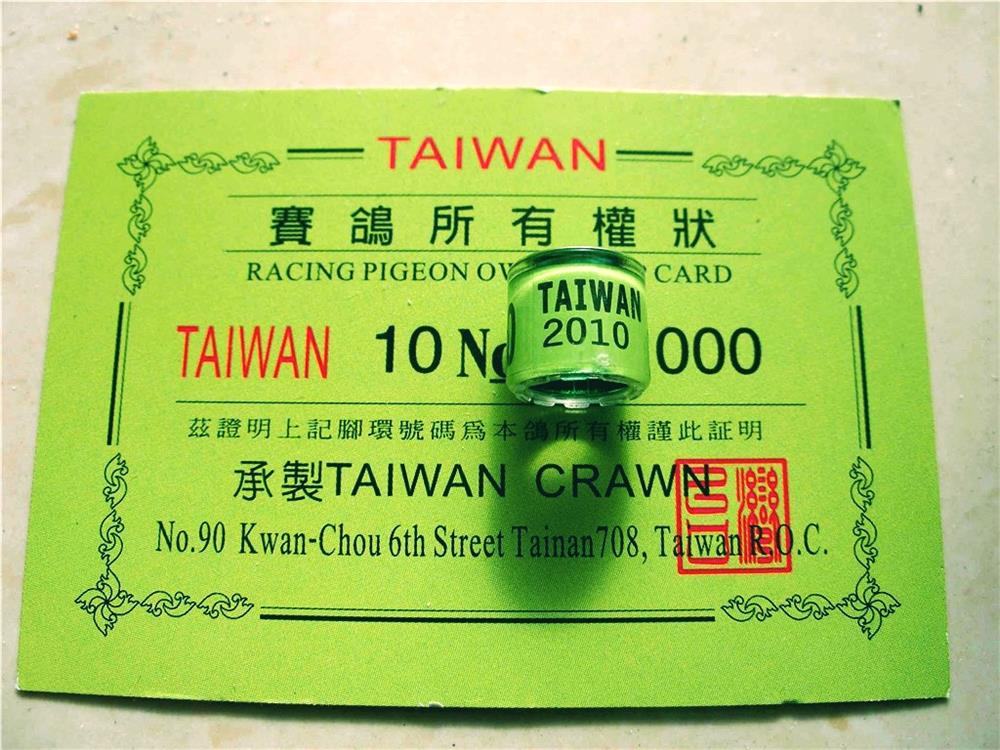 TAIWAN
賽鴿所有權狀
RACING PIGEON CARD
TAIWAN 10 No 000
TAIWAN
2010
茲證明上記腳環號碼為本鴿所有權謹此証明
承製TAIWAN CRAWN
No.90 Kwan-Chou 6th Street Tainan708, Taiwan R.O.C.